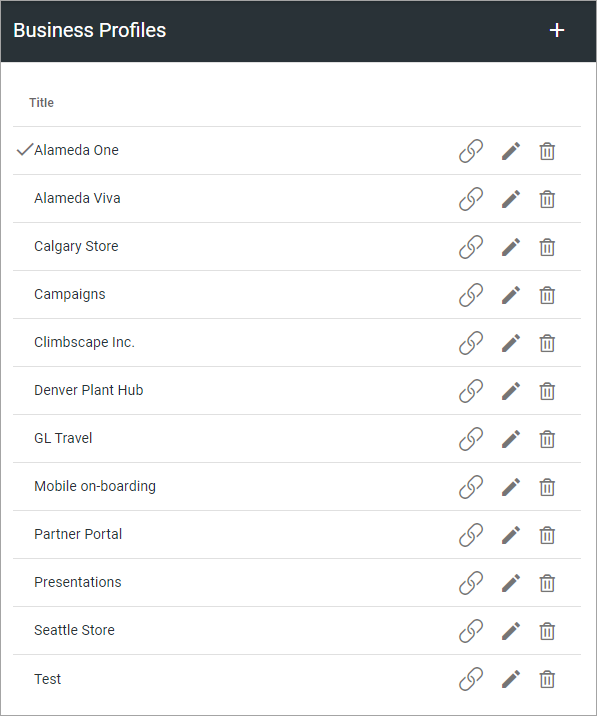 Business Profiles
Title
Alameda One
Alameda Viva
Calgary Store
Campaigns
Climbscape Inc.
Denver Plant Hub
GL Travel
Mobile on-boarding
Partner Portal
Presentations
Seattle Store
Test